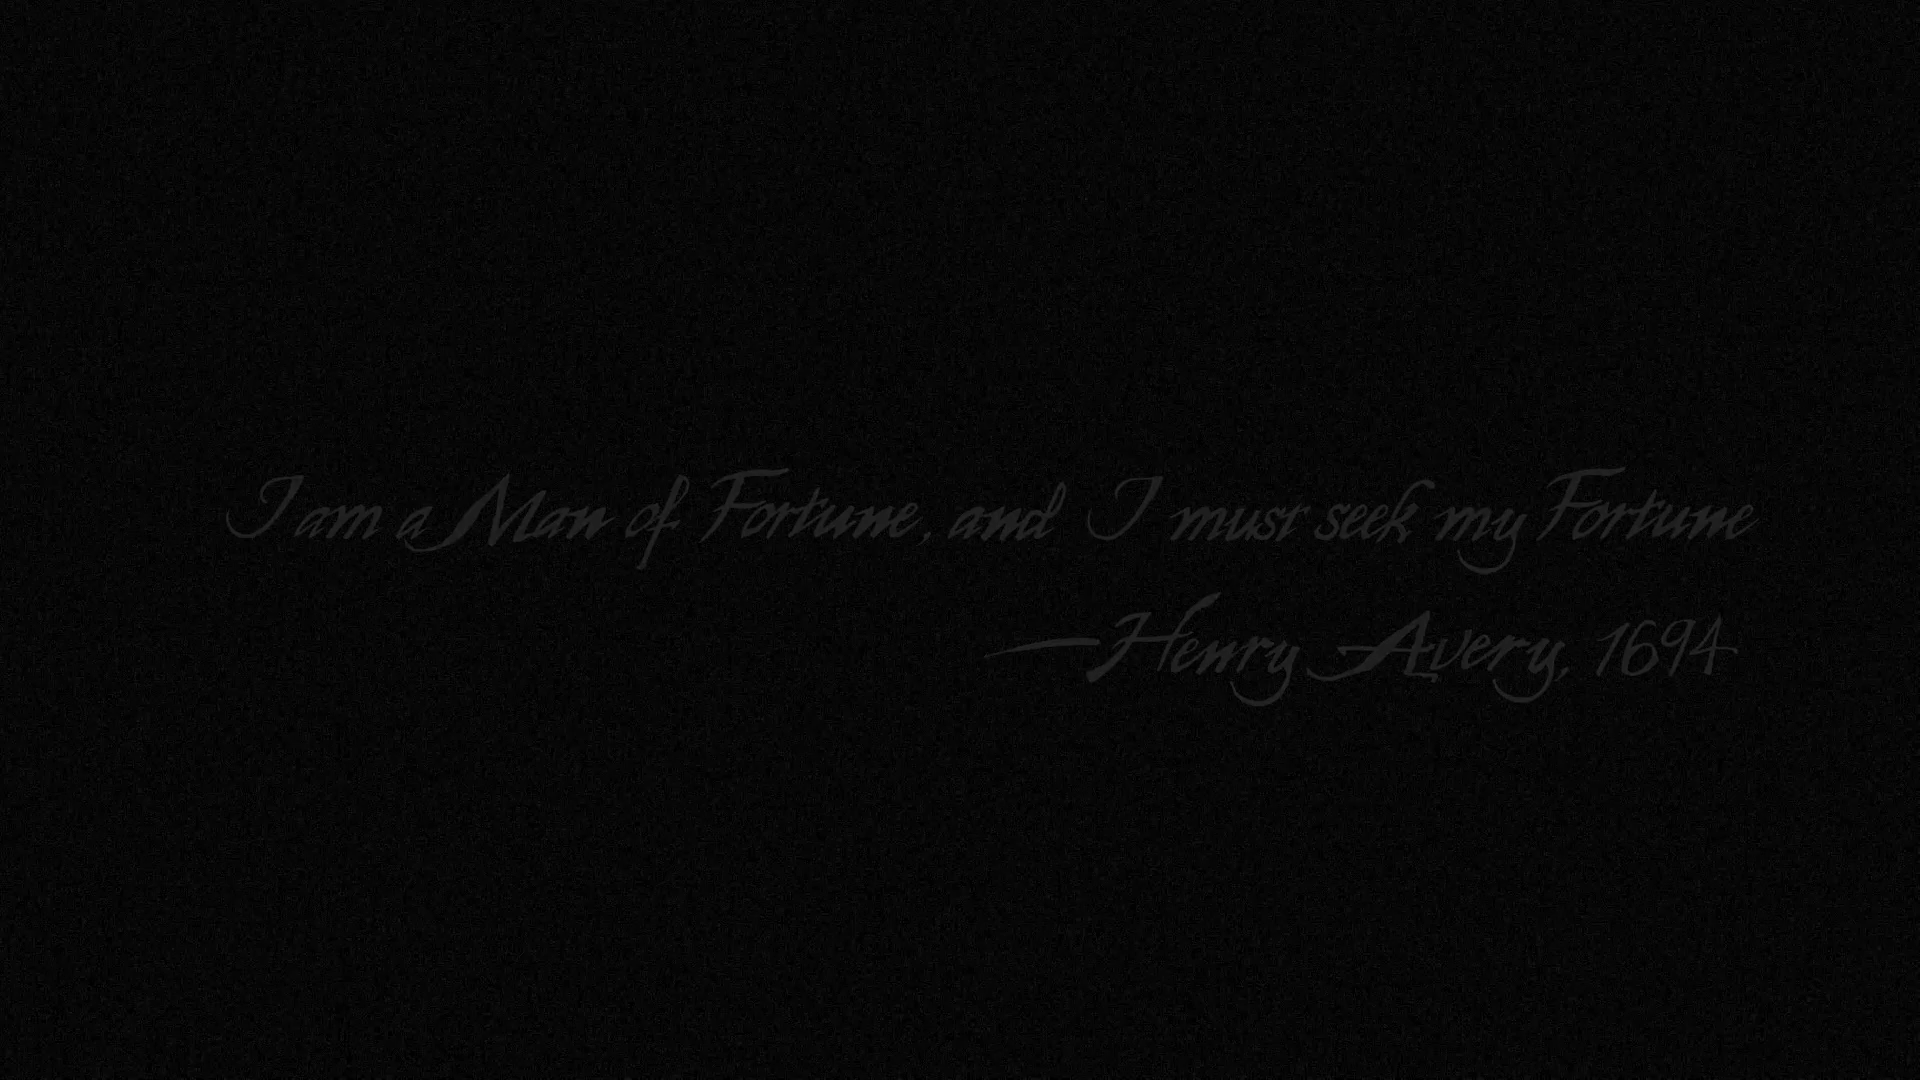 I am a Man of Fortune, and I must seek my Fortune
—Henry Avery, 1694